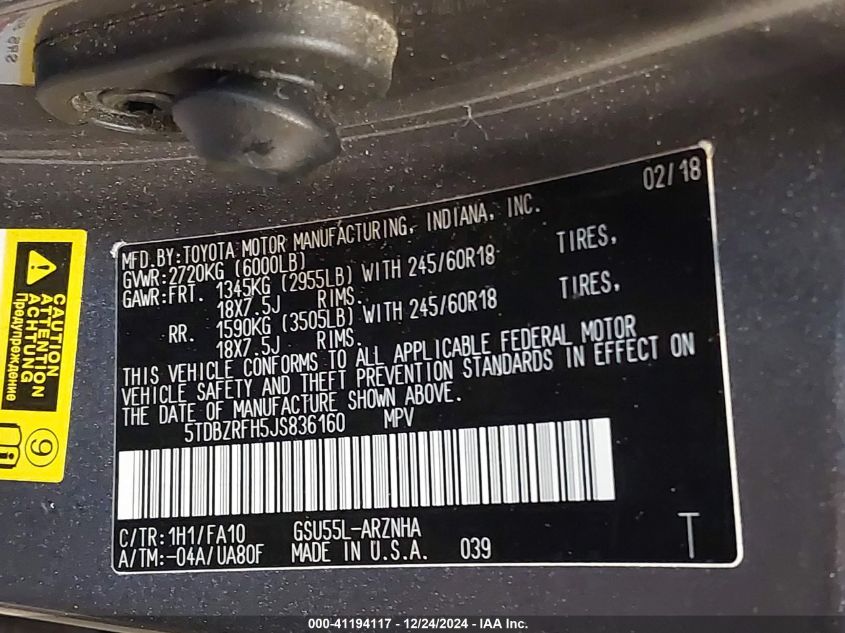 02/18
MFD.BY:TOYOTA MOTOR MANUFACTURING, INDIANA, INC.
GVWR:2720KG (6000LB)
GAWR:FRT. 1345KG (2955LB) WITH 245/60R18 TIRES,
18X7.5J RIMS.
RR. 1590KG (3505LB) WITH 245/60R18 TIRES,
18X7.5J RIMS.
THIS VEHICLE CONFORMS TO ALL APPLICABLE FEDERAL MOTOR
VEHICLE SAFETY AND THEFT PREVENTION STANDARDS IN EFFECT ON
THE DATE OF MANUFACTURE SHOWN ABOVE.
5TDBZRFH5JS836160 MPV
C/TR:1H1/FA10 GSU55L-ARZNHA
A/TM:-04A/UA80F MADE IN U.S.A. 039 T
CAUTION
ATTENTION
ACHTUNG
Предупреждение
9
000-41194117 - 12/24/2024 - IAA Inc.